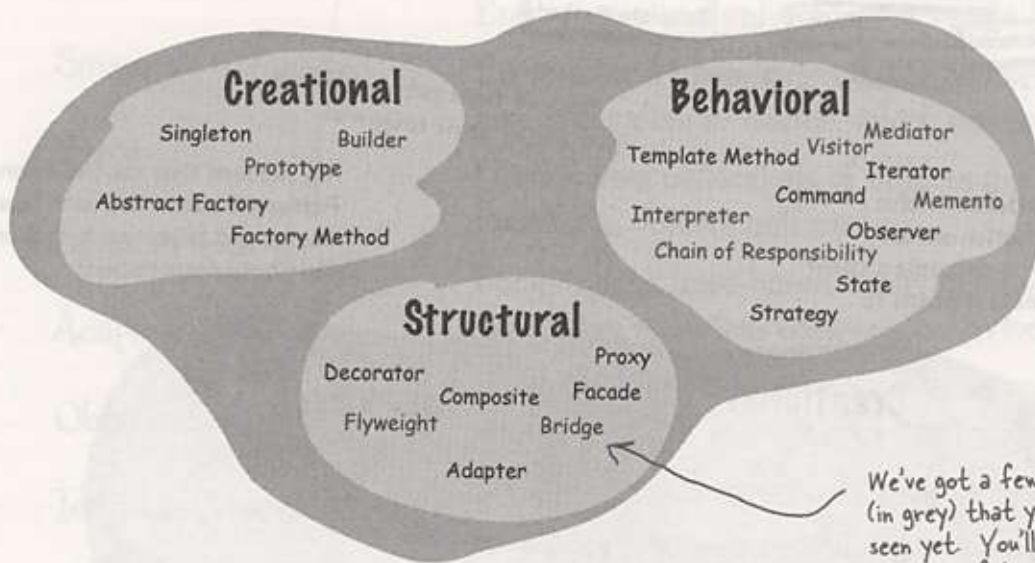 Creational
Singleton
Builder
Prototype
Abstract Factory
Factory Method
Behavioral
Mediator
Visitor
Template Method
Iterator
Command
Memento
Interpreter
Observer
Chain of Responsibility
State
Strategy
Structural
Proxy
Decorator
Facade
Composite
Flyweight
Bridge
Adapter
We've got a few
(in grey) that
seen yet. You'll